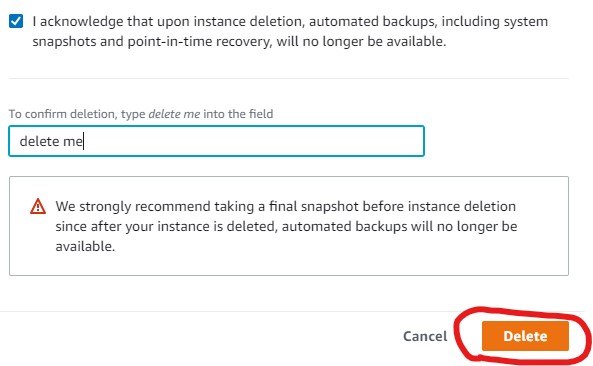 I acknowledge that upon instance deletion, automated backups, including system
snapshots and point-in-time recovery, will no longer be available.
To confirm deletion, type delete me into the field
delete me
We strongly recommend taking a final snapshot before instance deletion
since after your instance is deleted, automated backups will no longer be
available.
Cancel Delete